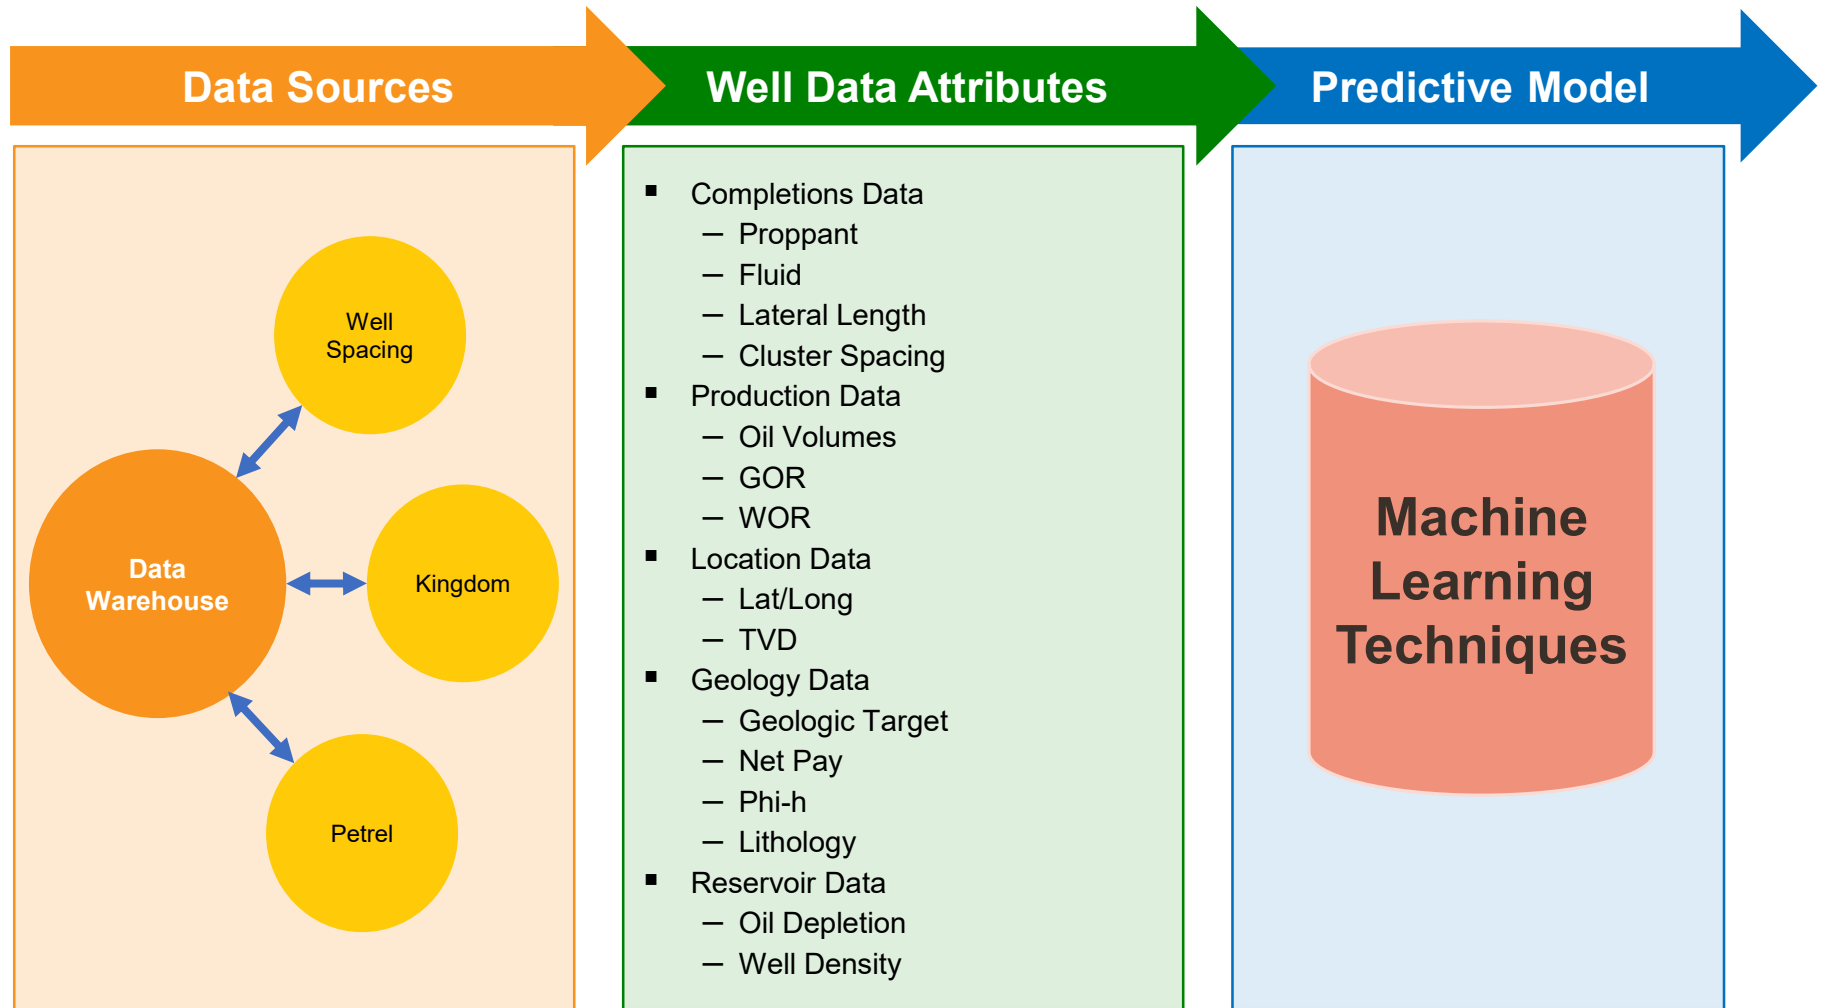 Data Sources
Well Data Attributes
Predictive Model
Well
Spacing
Data
Warehouse
Kingdom
Petrel
▪ Completions Data
– Proppant
– Fluid
– Lateral Length
– Cluster Spacing
▪ Production Data
– Oil Volumes
– GOR
– WOR
▪ Location Data
– Lat/Long
– TVD
▪ Geology Data
– Geologic Target
– Net Pay
– Phi-h
– Lithology
▪ Reservoir Data
– Oil Depletion
– Well Density
Machine
Learning
Techniques